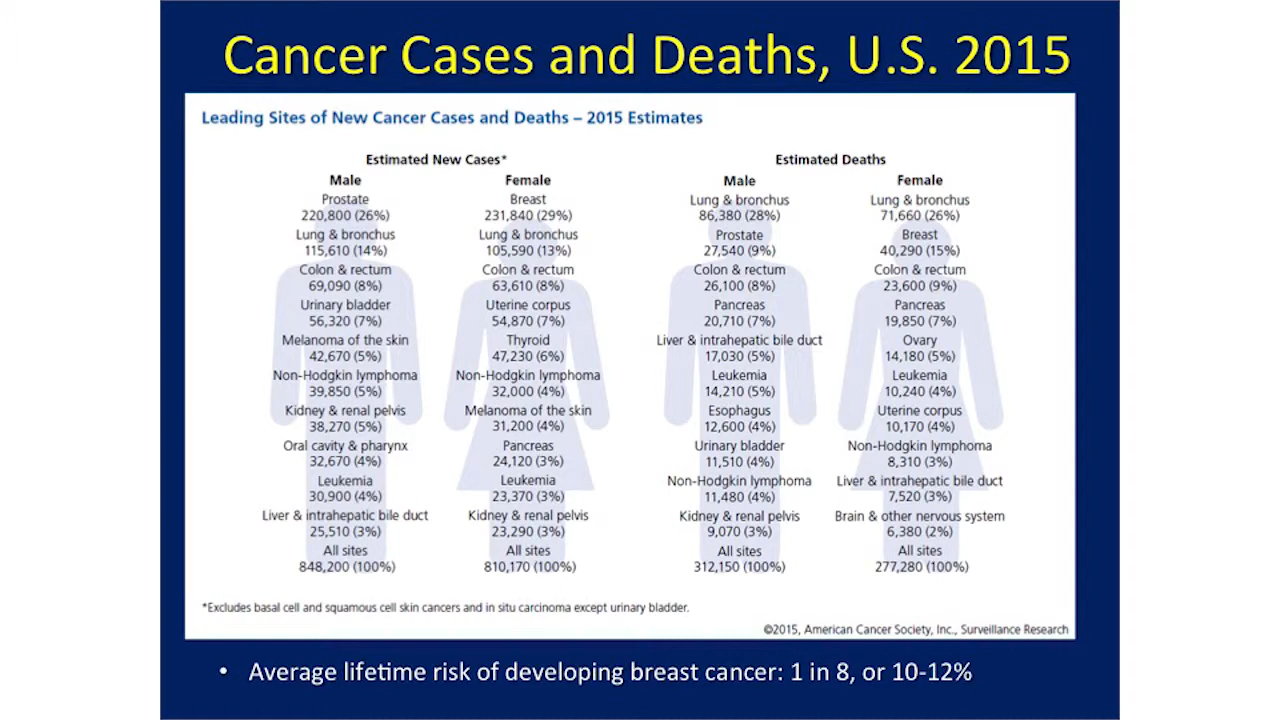 Cancer Cases and Deaths, U.S. 2015
Leading Sites of New Cancer Cases and Deaths – 2015 Estimates
Estimated New Cases*
Male
Prostate
220,800 (26%)
Lung & bronchus
115,610 (14%)
Colon & rectum
69,090 (8%)
Urinary bladder
56,320 (7%)
Melanoma of the skin
42,670 (5%)
Non-Hodgkin lymphoma
39,850 (5%)
Kidney & renal pelvis
38,270 (5%)
Oral cavity & pharynx
32,670 (4%)
Leukemia
30,900 (4%)
Liver & intrahepatic bile duct
25,510 (3%)
All sites
848,200 (100%)
Female
Breast
231,840 (29%)
Lung & bronchus
105,590 (13%)
Colon & rectum
63,610 (8%)
Uterine corpus
54,870 (7%)
Thyroid
47,230 (6%)
Non-Hodgkin lymphoma
32,000 (4%)
Melanoma of the skin
31,200 (4%)
Pancreas
24,120 (3%)
Leukemia
23,370 (3%)
Kidney & renal pelvis
23,290 (3%)
All sites
810,170 (100%)
Estimated Deaths
Male
Lung & bronchus
86,380 (28%)
Prostate
27,540 (9%)
Colon & rectum
26,100 (8%)
Pancreas
20,710 (7%)
Liver & intrahepatic bile duct
17,030 (5%)
Leukemia
14,210 (5%)
Esophagus
12,600 (4%)
Urinary bladder
11,510 (4%)
Non-Hodgkin lymphoma
11,480 (4%)
Kidney & renal pelvis
9,070 (3%)
All sites
312,150 (100%)
Female
Lung & bronchus
71,660 (26%)
Breast
40,290 (15%)
Colon & rectum
23,600 (9%)
Pancreas
19,850 (7%)
Ovary
14,180 (5%)
Leukemia
10,240 (4%)
Uterine corpus
10,170 (4%)
Non-Hodgkin lymphoma
8,310 (3%)
Liver & intrahepatic bile duct
7,520 (3%)
Brain & other nervous system
6,380 (2%)
All sites
277,280 (100%)
*Excludes basal cell and squamous cell skin cancers and in situ carcinoma except urinary bladder.
©2015, American Cancer Society, Inc., Surveillance Research
• Average lifetime risk of developing breast cancer: 1 in 8, or 10-12%